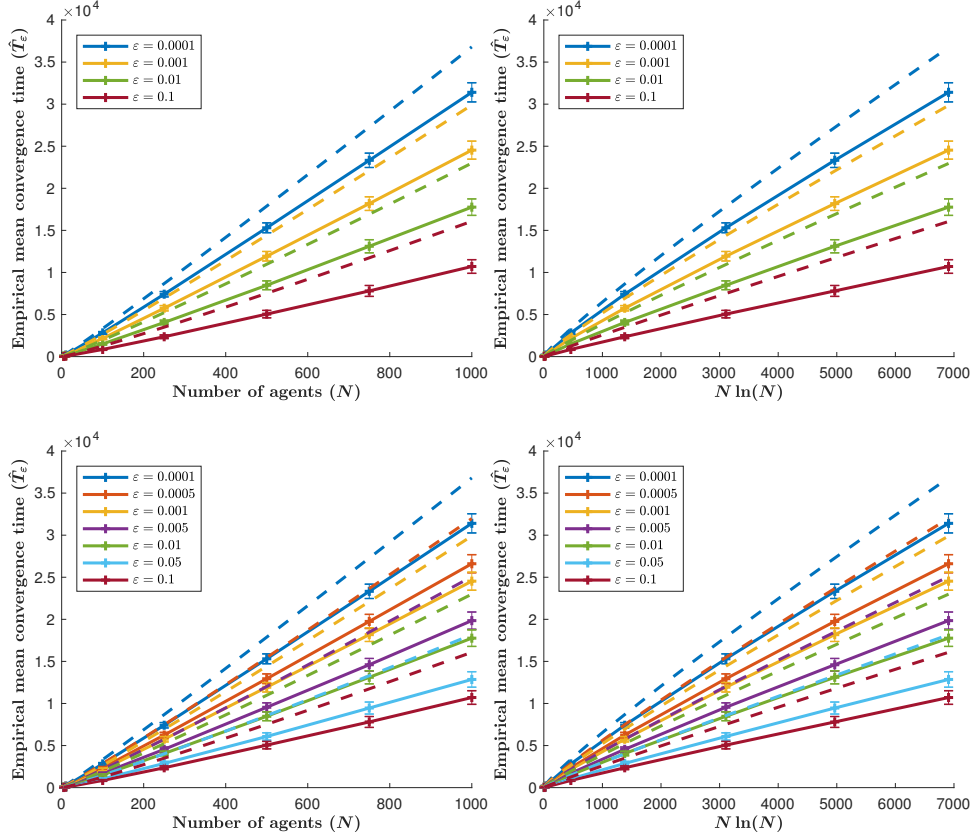 ×10⁴
4
3.5
3
2.5
2
1.5
1
0.5
0
0 200 400 600 800 1000
Number of agents (N)
Empirical mean convergence time (T̂_ε)
ε = 0.0001
ε = 0.001
ε = 0.01
ε = 0.1
×10⁴
4
3.5
3
2.5
2
1.5
1
0.5
0
0 1000 2000 3000 4000 5000 6000 7000
N ln(N)
Empirical mean convergence time (T̂_ε)
ε = 0.0001
ε = 0.001
ε = 0.01
ε = 0.1
×10⁴
4
3.5
3
2.5
2
1.5
1
0.5
0
0 200 400 600 800 1000
Number of agents (N)
Empirical mean convergence time (T̂_ε)
ε = 0.0001
ε = 0.0005
ε = 0.001
ε = 0.005
ε = 0.01
ε = 0.05
ε = 0.1
×10⁴
4
3.5
3
2.5
2
1.5
1
0.5
0
0 1000 2000 3000 4000 5000 6000 7000
N ln(N)
Empirical mean convergence time (T̂_ε)
ε = 0.0001
ε = 0.0005
ε = 0.001
ε = 0.005
ε = 0.01
ε = 0.05
ε = 0.1